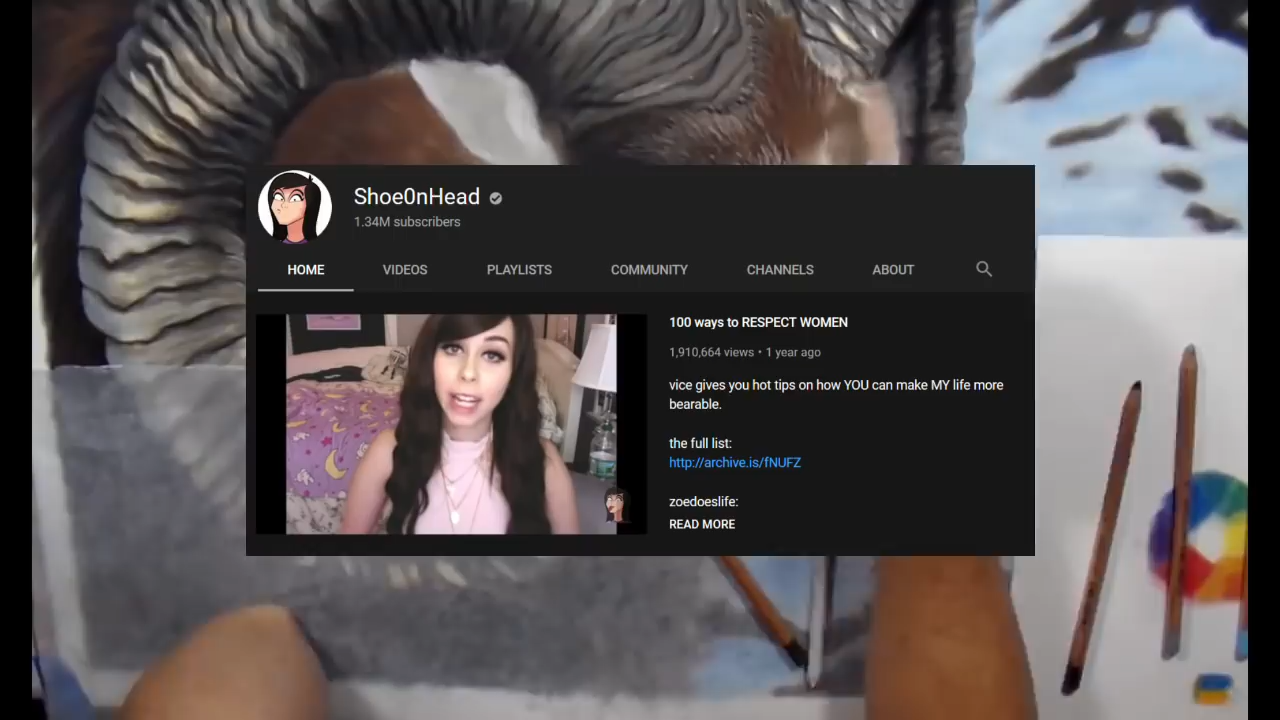 Shoe0nHead
1.34M subscribers
HOME VIDEOS PLAYLISTS COMMUNITY CHANNELS ABOUT
100 ways to RESPECT WOMEN
1,910,664 views • 1 year ago
vice gives you hot tips on how YOU can make MY life more
bearable.
the full list:
http://archive.is/fNUFZ
zoedoeslife:
READ MORE